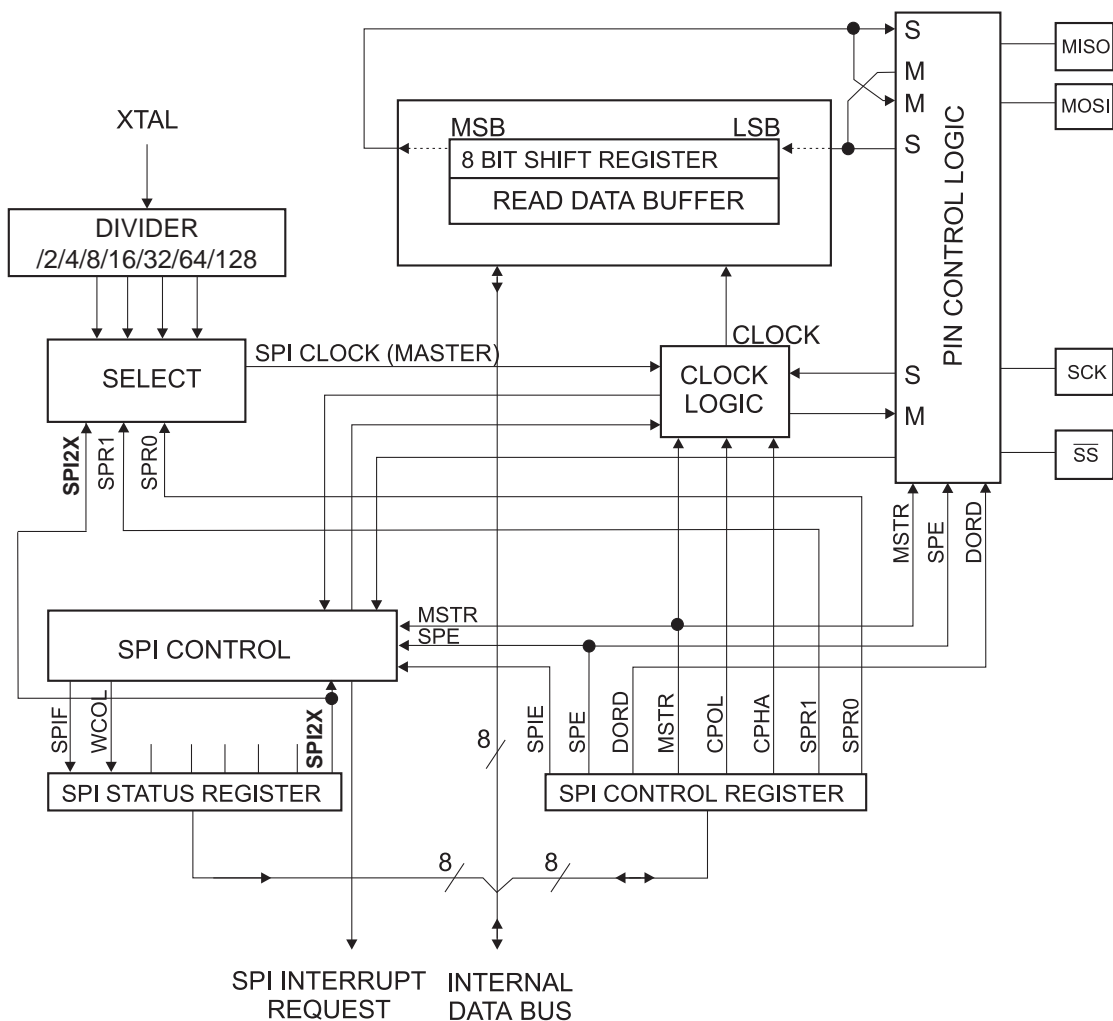 S
MISO
M
M
MOSI
XTAL
MSB
LSB
S
8 BIT SHIFT REGISTER
READ DATA BUFFER
DIVIDER
/2/4/8/16/32/64/128
PIN CONTROL LOGIC
CLOCK
SPI CLOCK (MASTER)
SELECT
CLOCK
LOGIC
S
M
SCK
SS
SPI2X
SPR1
SPR0
MSTR
SPE
DORD
MSTR
SPE
SPI CONTROL
SPIF
WCOL
SPI2X
8
SPIE
SPE
DORD
MSTR
CPOL
CPHA
SPR1
SPR0
SPI STATUS REGISTER
SPI CONTROL REGISTER
8
8
SPI INTERRUPT
REQUEST
INTERNAL
DATA BUS